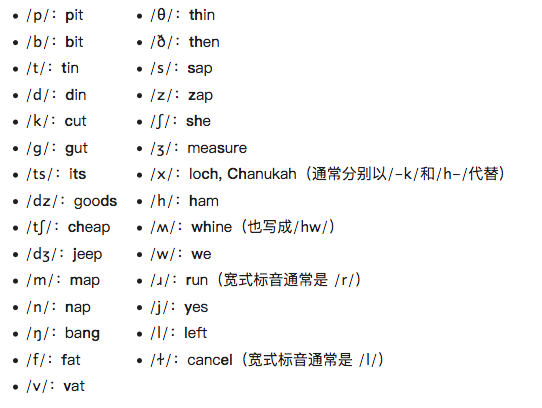 • /p/：pit
• /b/：bit
• /t/：tin
• /d/：din
• /k/：cut
• /ɡ/：gut
• /ts/：its
• /dz/：goods
• /tʃ/：cheap
• /dʒ/：jeep
• /m/：map
• /n/：nap
• /ŋ/：bang
• /f/：fat
• /v/：vat
• /θ/：thin
• /ð/：then
• /s/：sap
• /z/：zap
• /ʃ/：she
• /ʒ/：measure
• /x/：loch, Chanukah（通常分别以/-k/和/h-/代替）
• /h/：ham
• /ʍ/：whine（也写成/hw/）
• /w/：we
• /ɹ/：run（宽式标音通常是 /r/）
• /j/：yes
• /l/：left
• /ɫ/：cancel（宽式标音通常是 /l/）